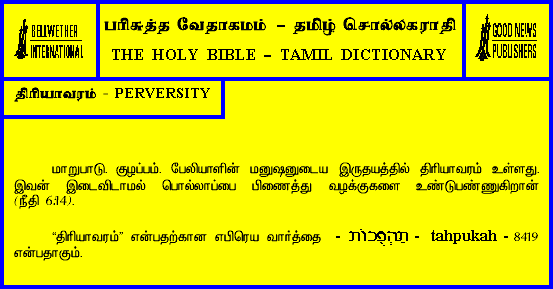 BELLWETHER
INTERNATIONAL
பரிசுத்த வேதாகமம் – தமிழ் சொல்லகராதி
THE HOLY BIBLE – TAMIL DICTIONARY
GOOD NEWS
PUBLISHERS
திரியாவரம் - PERVERSITY
மாறுபாடு. குழப்பம். பேலியாளின் மனுஷனுடைய இருதயத்தில் திரியாவரம் உள்ளது.
இவன் இடைவிடாமல் பொல்லாப்பை பிணைத்து வழக்குகளை உண்டுபண்ணுகிறான்
(நீதி 6:14).
“திரியாவரம்” என்பதற்கான எபிரெய வார்த்தை - - tahpukah - 8419
என்பதாகும்.